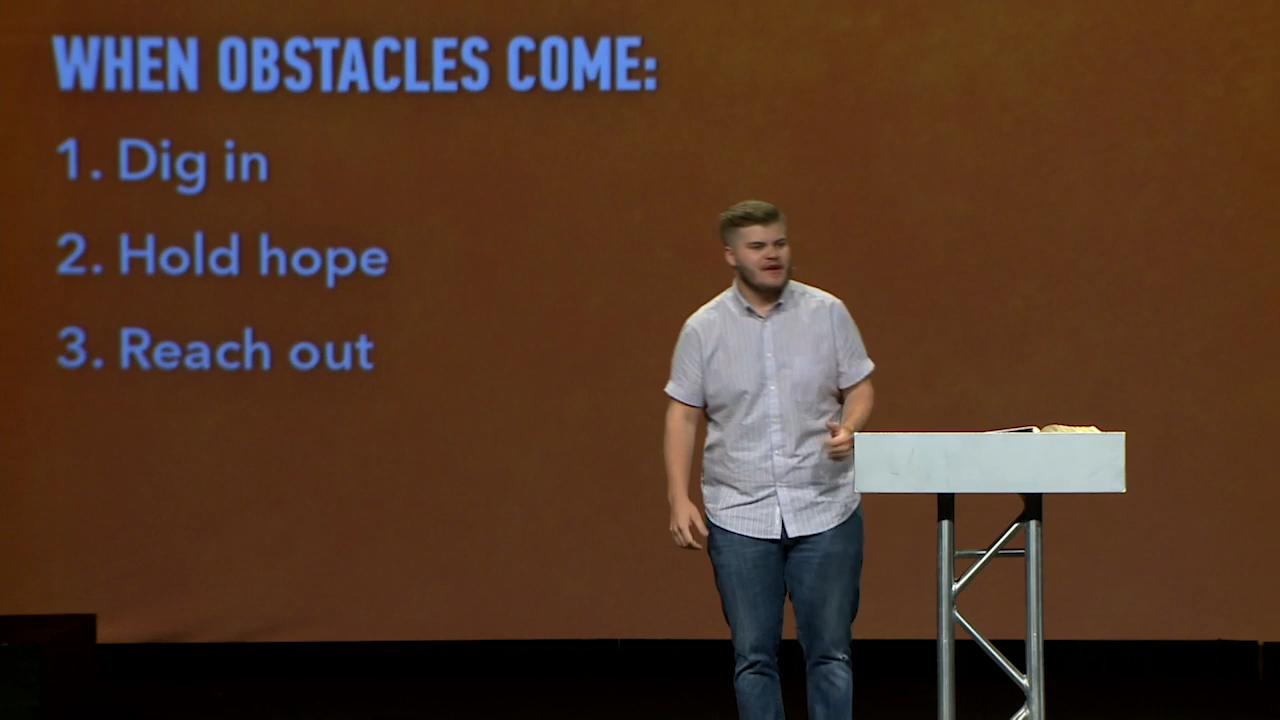 WHEN OBSTACLES COME:
1. Dig in
2. Hold hope
3. Reach out